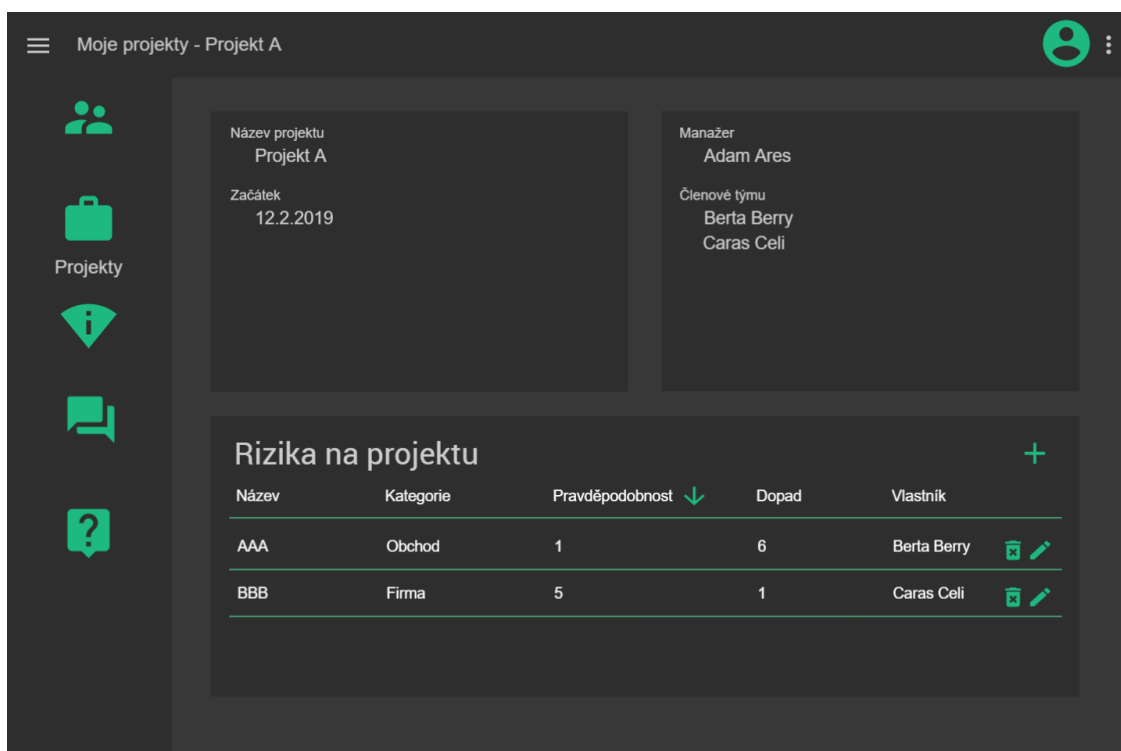 Moje projekty - Projekt A
Projekty
Název projektu
Projekt A
Začátek
12.2.2019
Manažer
Adam Ares
Členové týmu
Berta Berry
Caras Celi
Rizika na projektu
Název Kategorie Pravděpodobnost Dopad Vlastník
AAA Obchod 1 6 Berta Berry
BBB Firma 5 1 Caras Celi